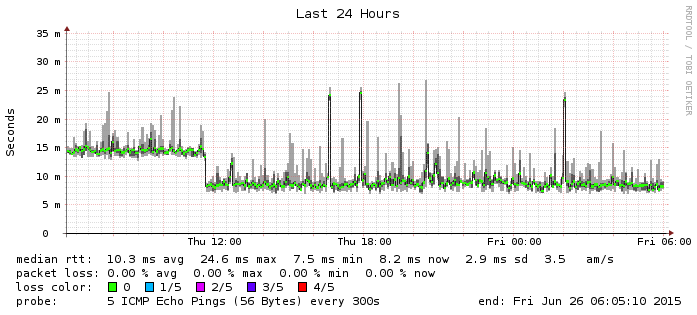 Last 24 Hours
RRDTOOL / TOBI OETIKER
Seconds
35 m
30 m
25 m
20 m
15 m
10 m
5 m
0
Thu 12:00 Thu 18:00 Fri 00:00 Fri 06:00
median rtt: 10.3 ms avg 24.6 ms max 7.5 ms min 8.2 ms now 2.9 ms sd 3.5 am/s
packet loss: 0.00 % avg 0.00 % max 0.00 % min 0.00 % now
loss color: 0 1/5 2/5 3/5 4/5
probe: 5 ICMP Echo Pings (56 Bytes) every 300s end: Fri Jun 26 06:05:10 2015